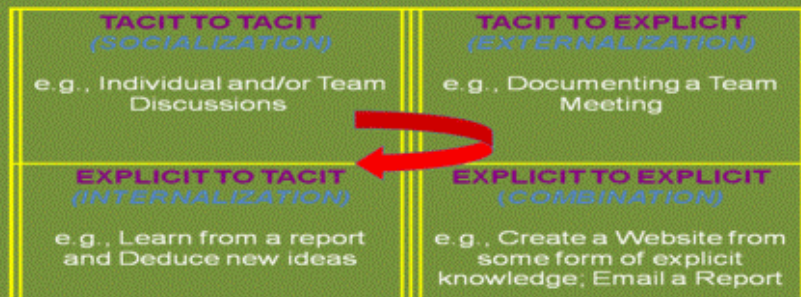 TACIT TO TACIT
(SOCIALIZATION)
e.g., Individual and/or Team
Discussions
TACIT TO EXPLICIT
(EXTERNALIZATION)
e.g., Documenting a Team
Meeting
EXPLICIT TO TACIT
(INTERNALIZATION)
e.g., Learn from a report
and Deduce new ideas
EXPLICIT TO EXPLICIT
(COMBINATION)
e.g., Create a Website from
some form of explicit
knowledge; Email a Report